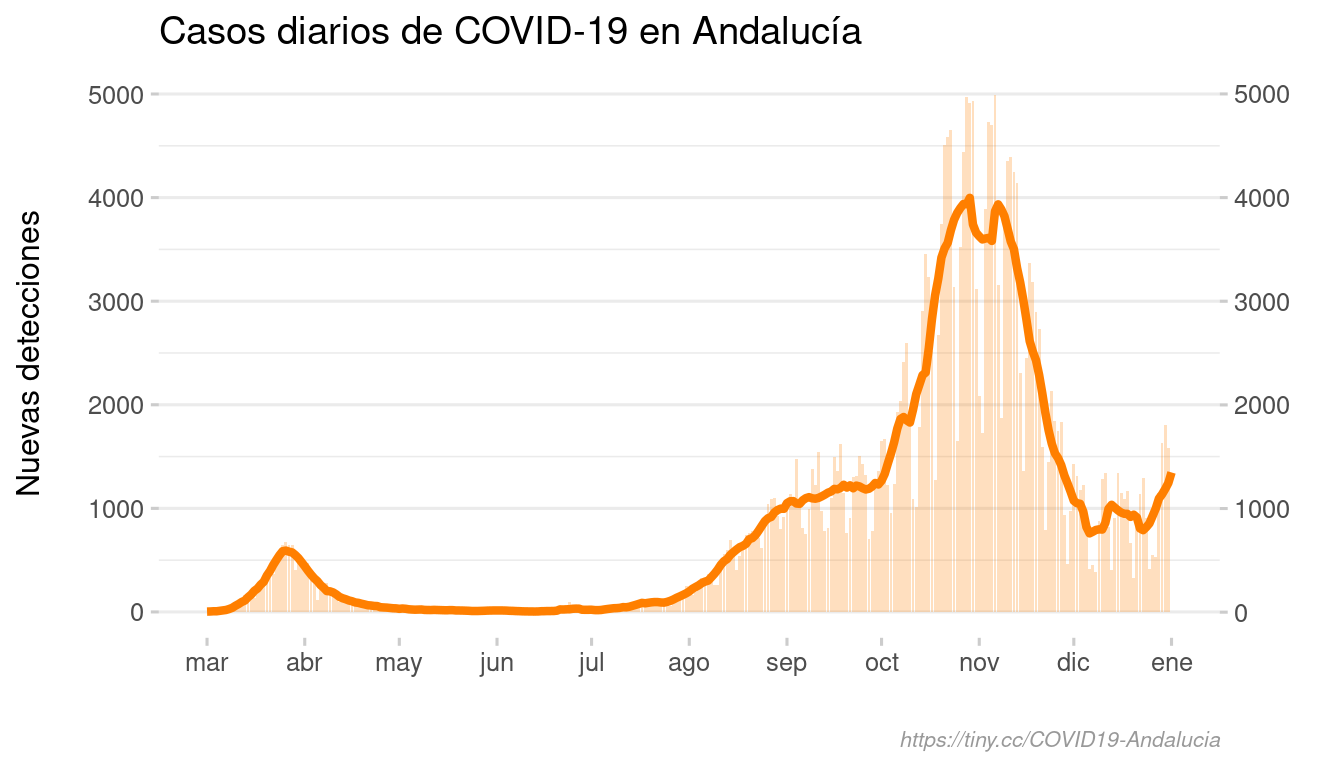 Casos diarios de COVID-19 en Andalucía
Nuevas detecciones
5000 5000
4000 4000
3000 3000
2000 2000
1000 1000
0 0
mar abr may jun jul ago sep oct nov dic ene
https://tiny.cc/COVID19-Andalucia